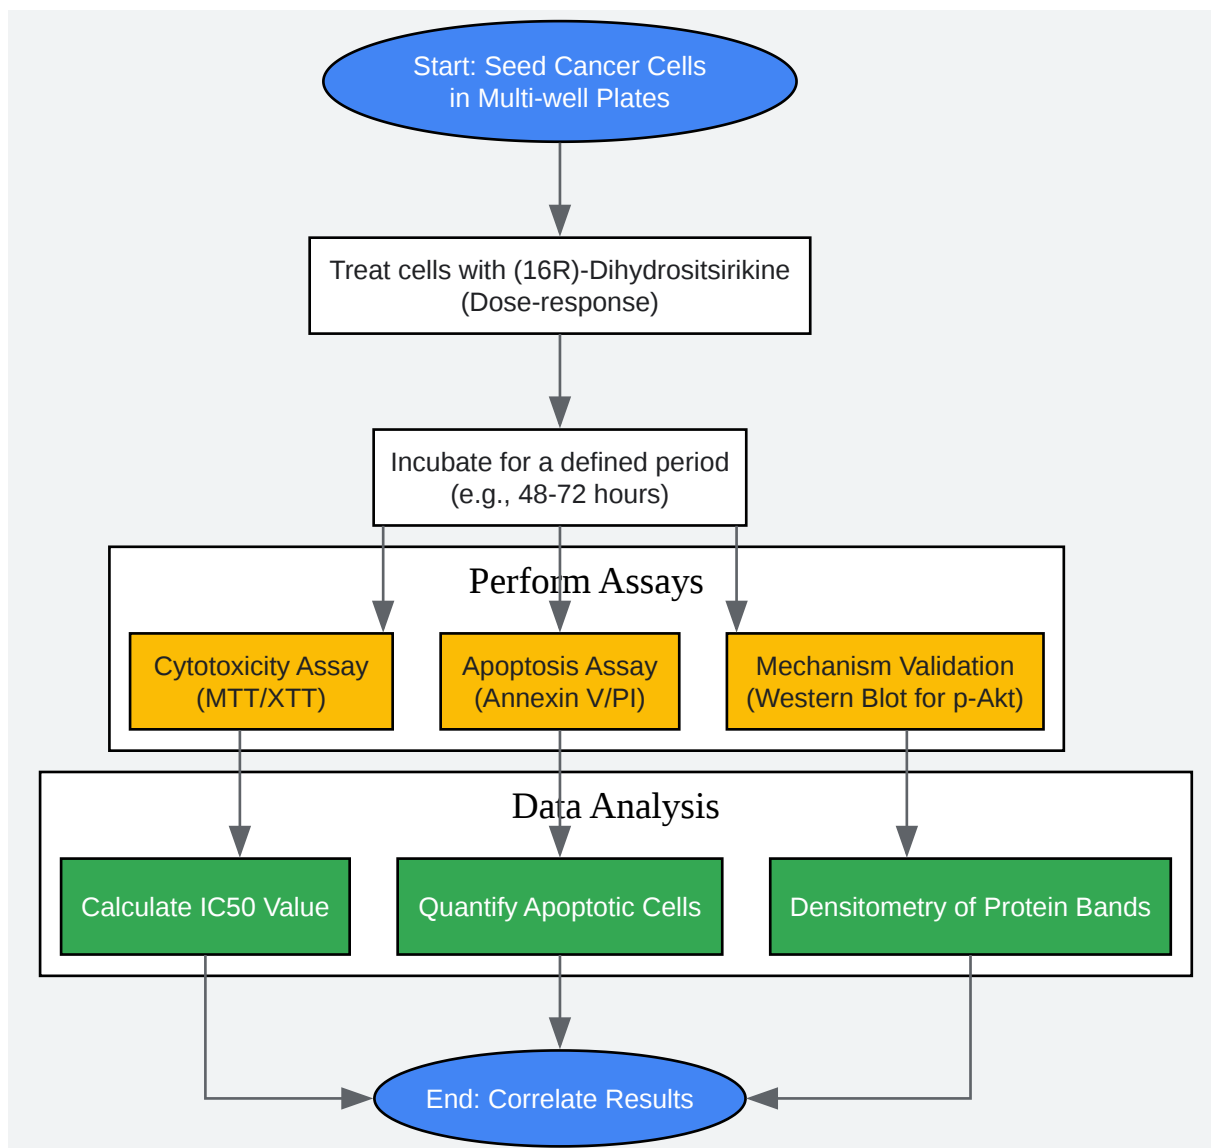 Start: Seed Cancer Cells
in Multi-well Plates
Treat cells with (16R)-Dihydrositsirikine
(Dose-response)
Incubate for a defined period
(e.g., 48-72 hours)
Perform Assays
Cytotoxicity Assay
(MTT/XTT)
Apoptosis Assay
(Annexin V/PI)
Mechanism Validation
(Western Blot for p-Akt)
Data Analysis
Calculate IC50 Value
Quantify Apoptotic Cells
Densitometry of Protein Bands
End: Correlate Results